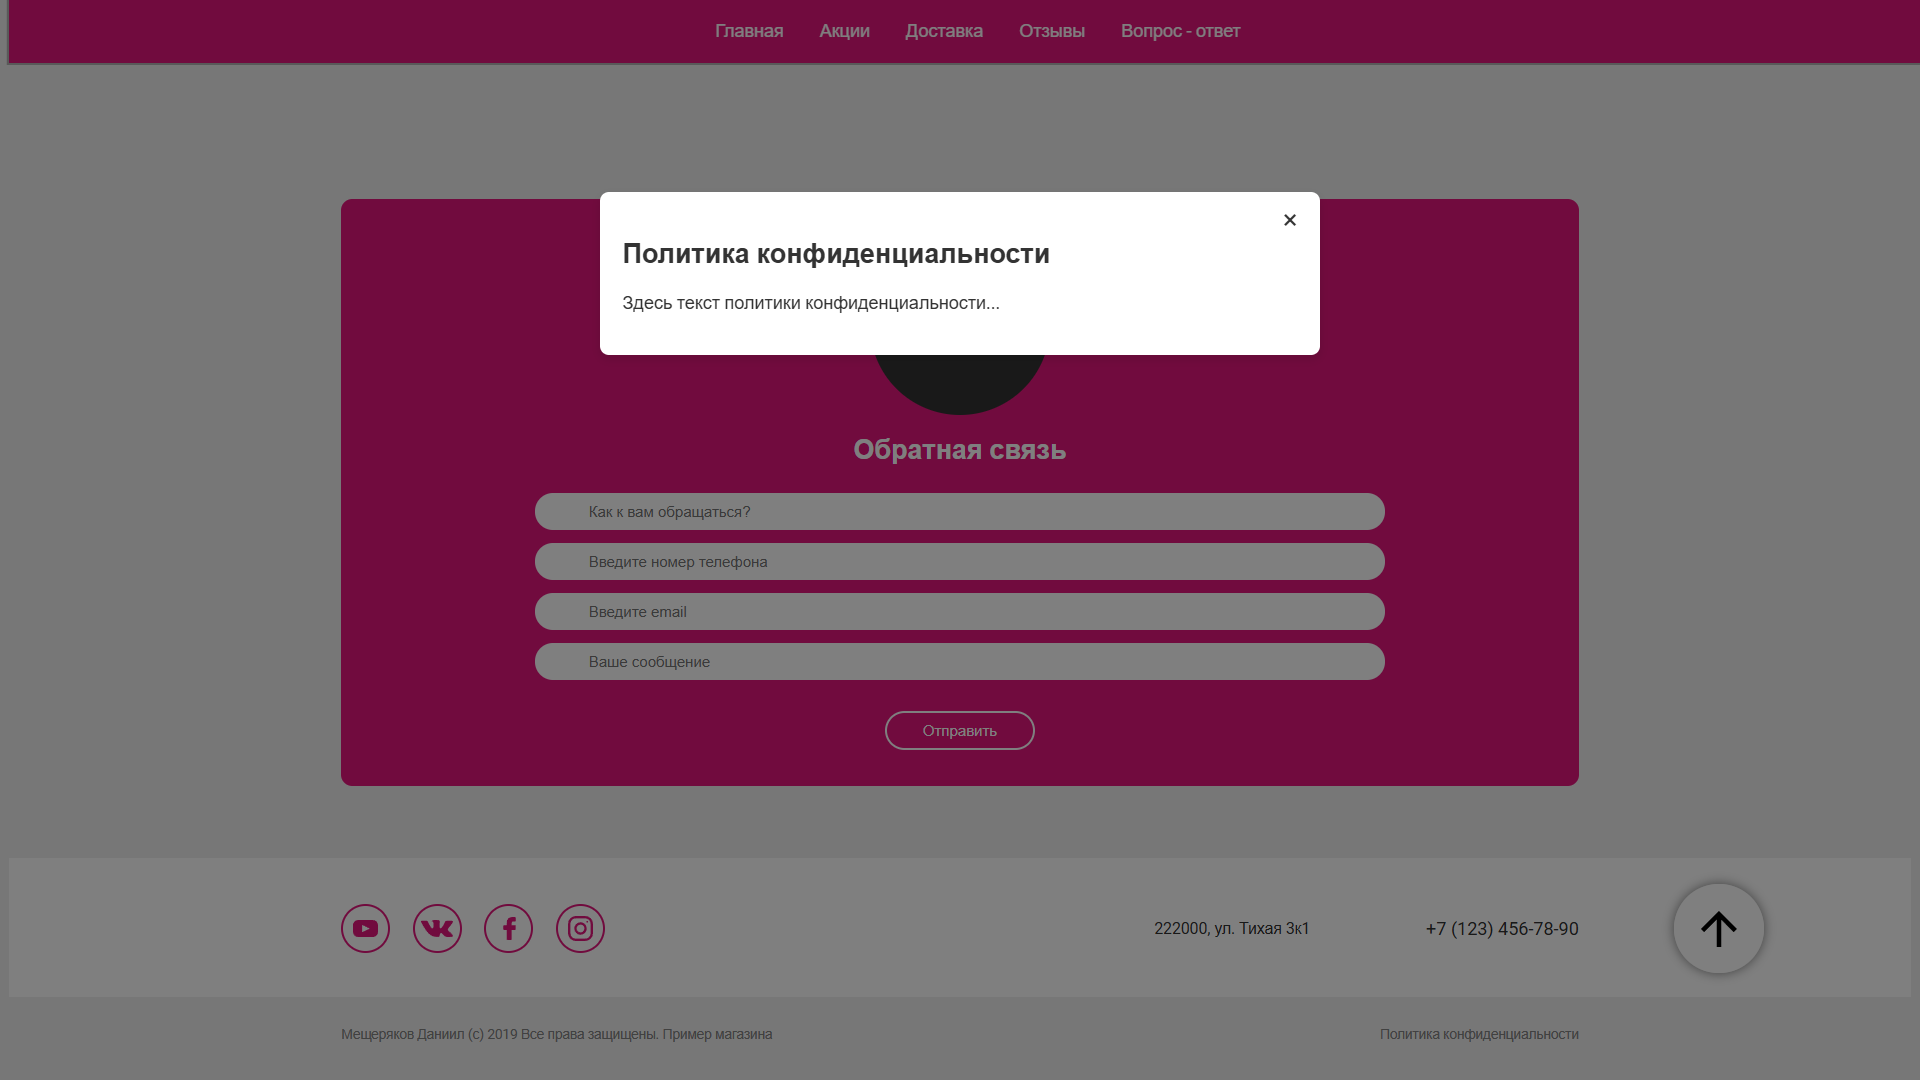 Главная Акции Доставка Отзывы Вопрос - ответ
×
Политика конфиденциальности
Здесь текст политики конфиденциальности...
Обратная связь
Как к вам обращаться?
Введите номер телефона
Введите email
Ваше сообщение
Отправить
222000, ул. Тихая 3к1 +7 (123) 456-78-90
Мещеряков Даниил (с) 2019 Все права защищены. Пример магазина Политика конфиденциальности